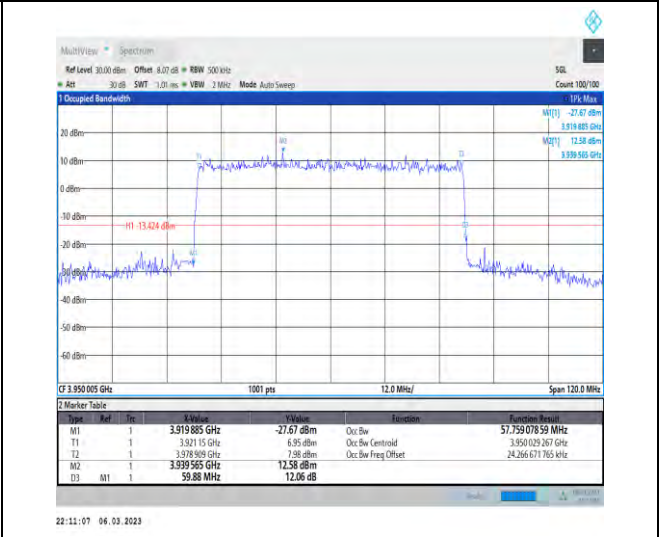 MultiView Spectrum
Ref Level 30.00 dBm Offset 8.07 dB RBW 500 kHz SGL
Att 30 dB SWT 1.01 ms VBW 2 MHz Mode Auto Sweep Count 100/100
1 Occupied Bandwidth 1Pk Max
M1[1] -27.67 dBm
3.919 885 GHz
M2[1] 12.58 dBm
3.939 565 GHz
20 dBm
10 dBm
0 dBm
-10 dBm
H1 -13.424 dBm
-20 dBm
-30 dBm
-40 dBm
-50 dBm
-60 dBm
T1
M2
T2
M1
D3
CF 3.950 005 GHz 1001 pts 12.0 MHz/ Span 120.0 MHz
2 Marker Table
Type Ref Trc X-Value Y-Value Function Function Result
M1 1 3.919 885 GHz -27.67 dBm Occ Bw 57.759 078 59 MHz
T1 1 3.921 15 GHz 6.95 dBm Occ Bw Centroid 3.950 029 267 GHz
T2 1 3.978 909 GHz 7.98 dBm Occ Bw Freq Offset 24.266 671 765 kHz
M2 1 3.939 565 GHz 12.58 dBm
D3 M1 1 59.88 MHz 12.06 dB
22:11:07 06.03.2023